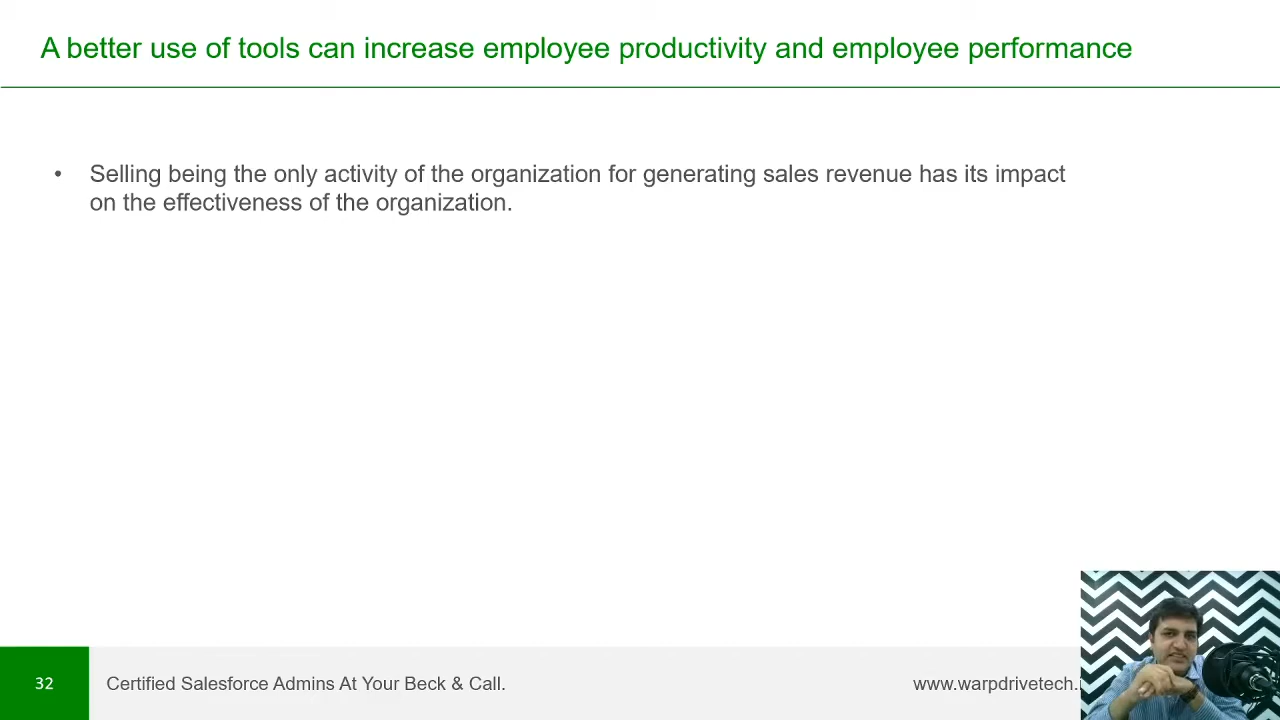 A better use of tools can increase employee productivity and employee performance
• Selling being the only activity of the organization for generating sales revenue has its impact
on the effectiveness of the organization.
32
Certified Salesforce Admins At Your Beck & Call.
www.warpdrivetech.